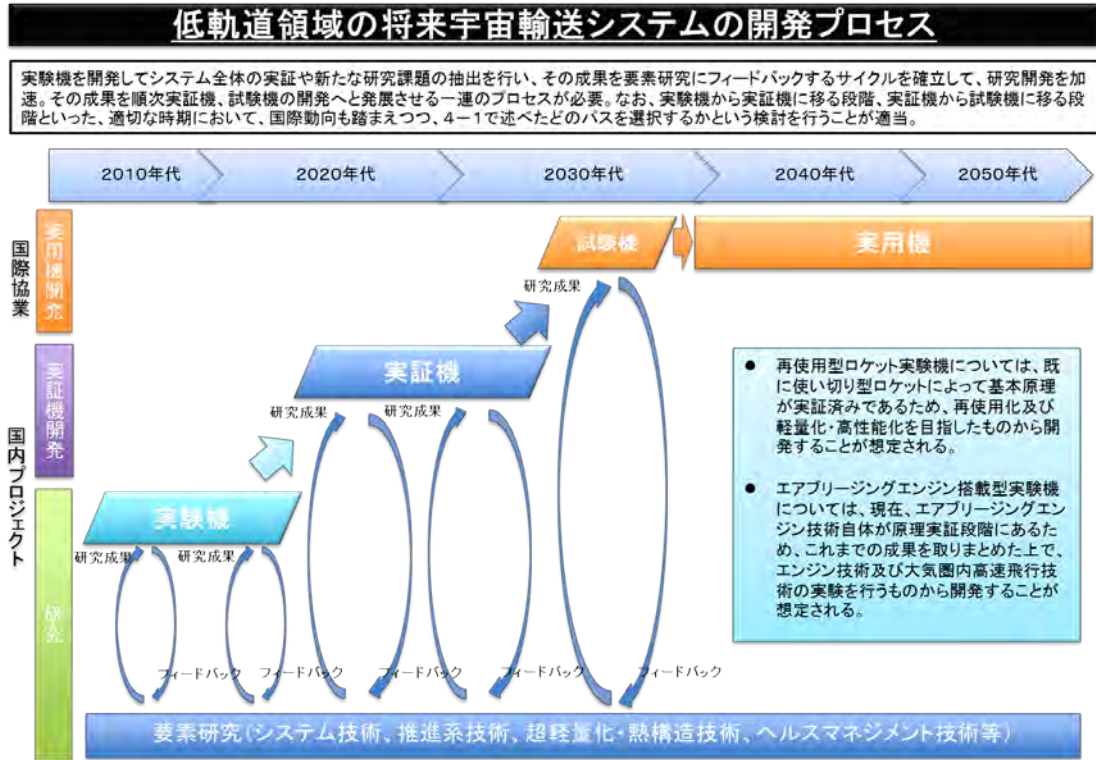 低軌道領域の将来宇宙輸送システムの開発プロセス
実験機を開発してシステム全体の実証や新たな研究課題の抽出を行い、その成果を要素研究にフィードバックするサイクルを確立して、研究開発を加
速。その成果を順次実証機、試験機の開発へと発展させる一連のプロセスが必要。なお、実験機から実証機に移る段階、実証機から試験機に移る段
階といった、適切な時期において、国際動向も踏まえつつ、4－1で述べたどのパスを選択するかという検討を行うことが適当。
2010年代
2020年代
2030年代
2040年代
2050年代
国際協業
実用機開発
試験機
実用機
研究成果
実証機開発
実証機
研究成果
研究成果
国内プロジェクト
研究
実験機
研究成果
研究成果
● 再使用型ロケット実験機については、既
に使い切り型ロケットによって基本原理
が実証済みであるため、再使用化及び
軽量化・高性能化を目指したものから開
発することが想定される。
● エアブリージングエンジン搭載型実験機
については、現在、エアブリージングエン
ジン技術自体が原理実証段階にあるた
め、これまでの成果を取りまとめた上で、
エンジン技術及び大気圏内高速飛行技
術の実験を行うものから開発することが
想定される。
フィードバック
フィードバック
フィードバック
フィードバック
フィードバック
要素研究(システム技術、推進系技術、超軽量化・熱構造技術、ヘルスマネジメント技術等)